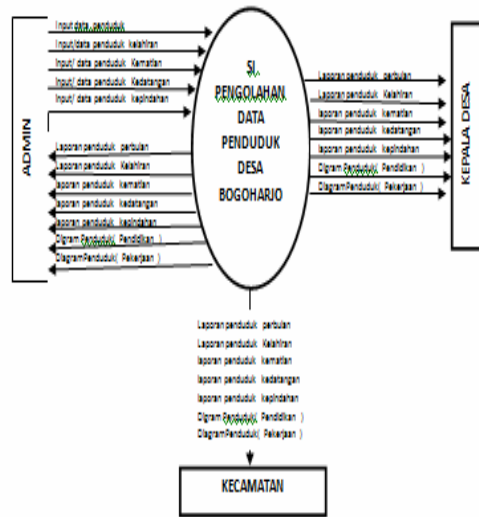 ADMIN
Input data penduduk
Input/ data penduduk kelahiran
Input/ data penduduk Kematian
Input/ data penduduk Kedatangan
Input/ data penduduk kepindahan
Laporan penduduk perbulan
Laporan penduduk Kelahiran
laporan penduduk kematian
laporan penduduk kedatangan
laporan penduduk kepindahan
Digram Penduduk( Pendidikan )
DiagramPenduduk( Pekerjaan )
SI
PENGOLAHAN
DATA
PENDUDUK
DESA
BOGOHARJO
Laporan penduduk perbulan
Laporan penduduk Kelahiran
laporan penduduk kematian
laporan penduduk kedatangan
laporan penduduk kepindahan
Digram Penduduk( Pendidikan )
DiagramPenduduk( Pekerjaan )
KEPALA DESA
Laporan penduduk perbulan
Laporan penduduk Kelahiran
laporan penduduk kematian
laporan penduduk kedatangan
laporan penduduk kepindahan
Digram Penduduk( Pendidikan )
DiagramPenduduk( Pekerjaan )
KECAMATAN